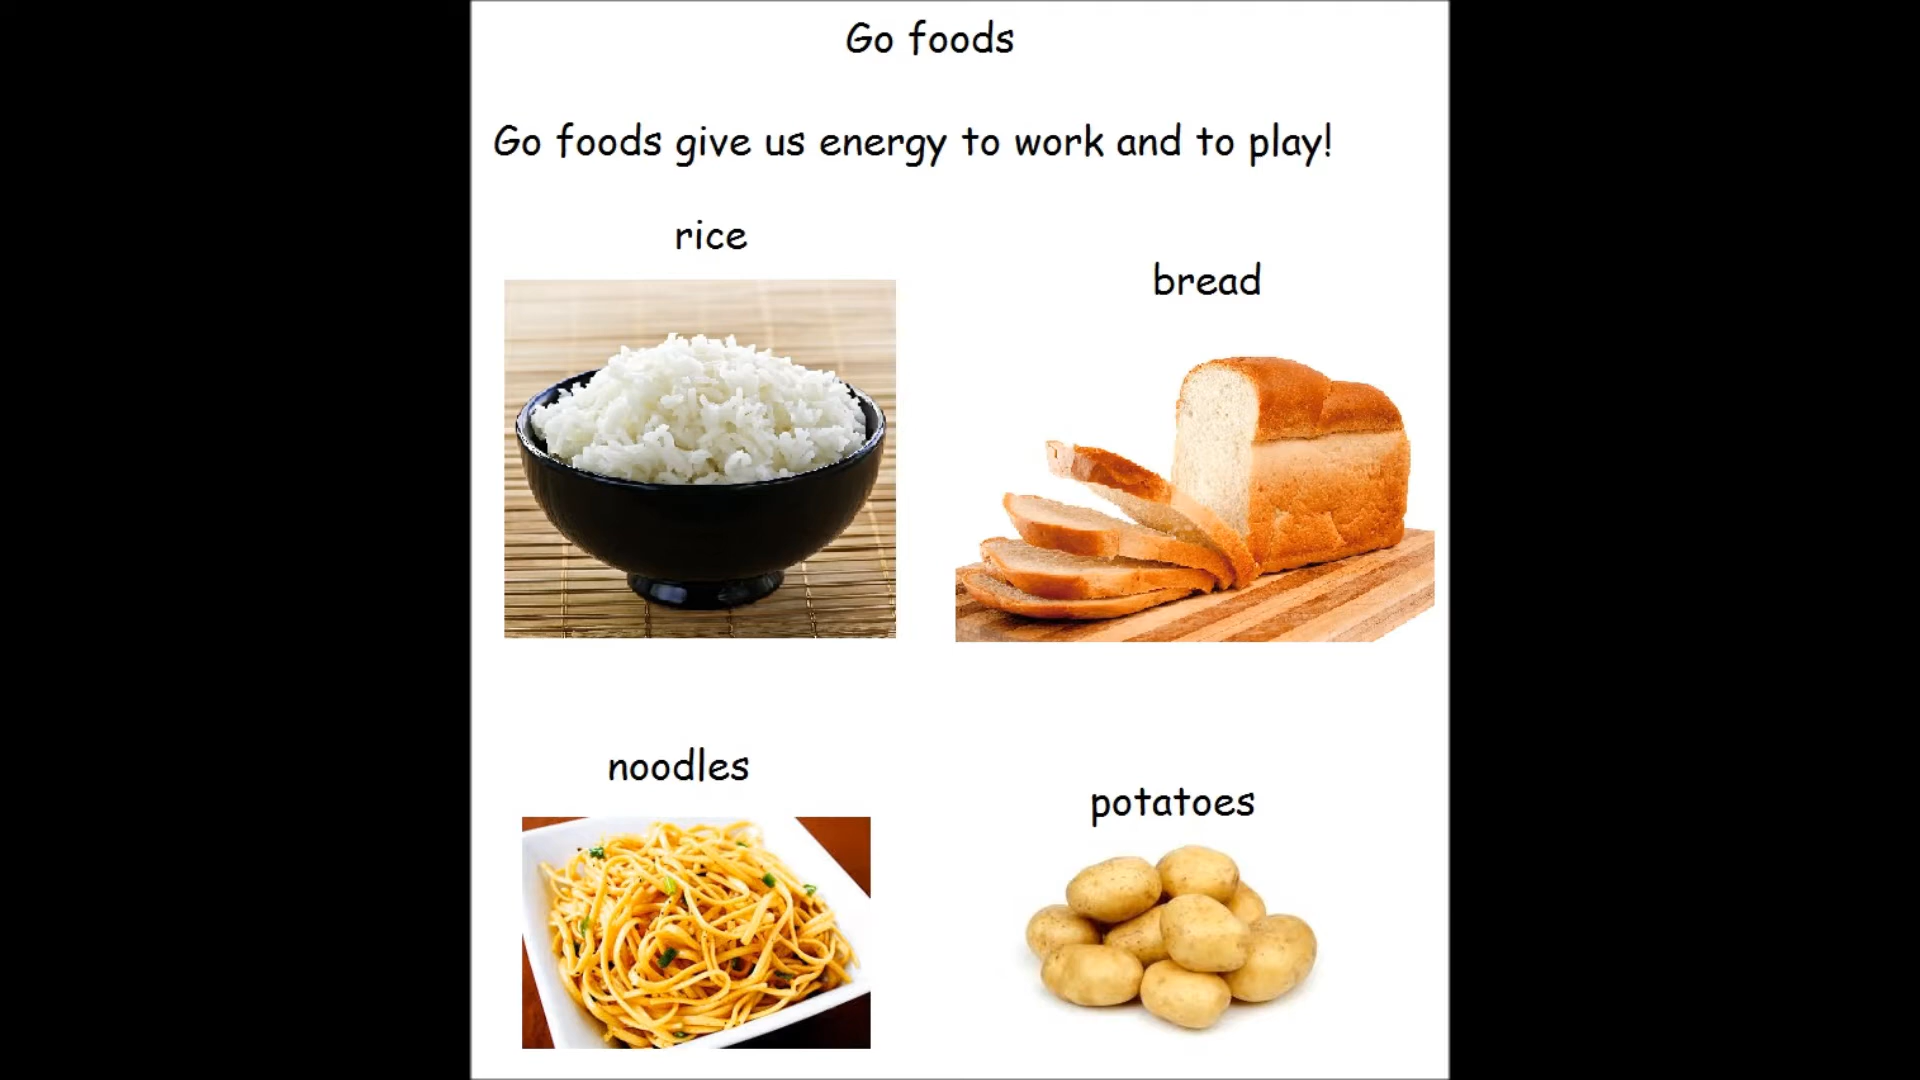 Go foods
Go foods give us energy to work and to play!
rice
bread
noodles
potatoes